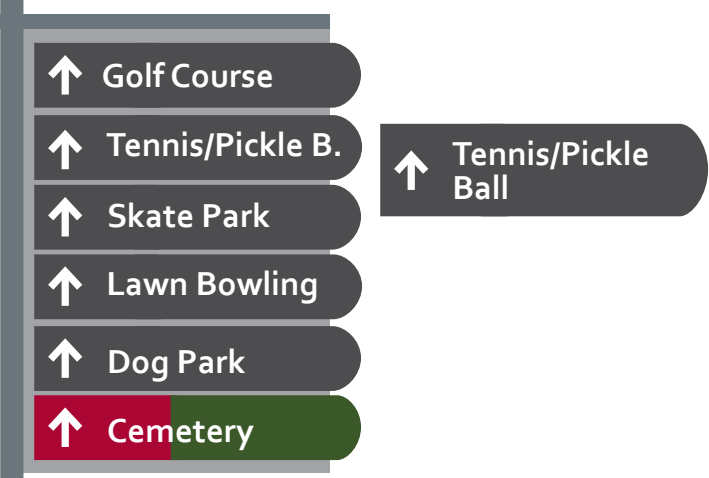 Golf Course
Tennis/Pickle B.
Skate Park
Lawn Bowling
Dog Park
Cemetery
Tennis/Pickle
Ball